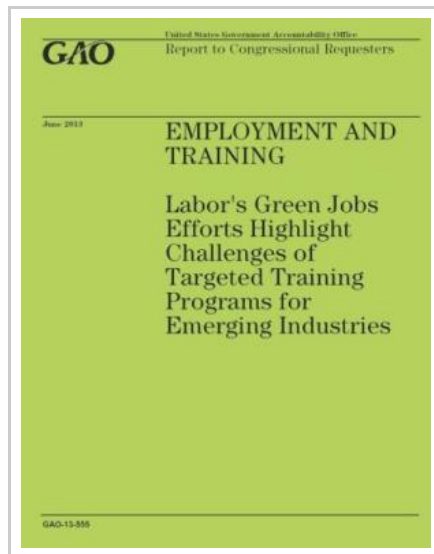 United States Government Accountability Office
GAO
Report to Congressional Requesters
June 2013
EMPLOYMENT AND
TRAINING
Labor's Green Jobs
Efforts Highlight
Challenges of
Targeted Training
Programs for
Emerging Industries
GAO-13-555